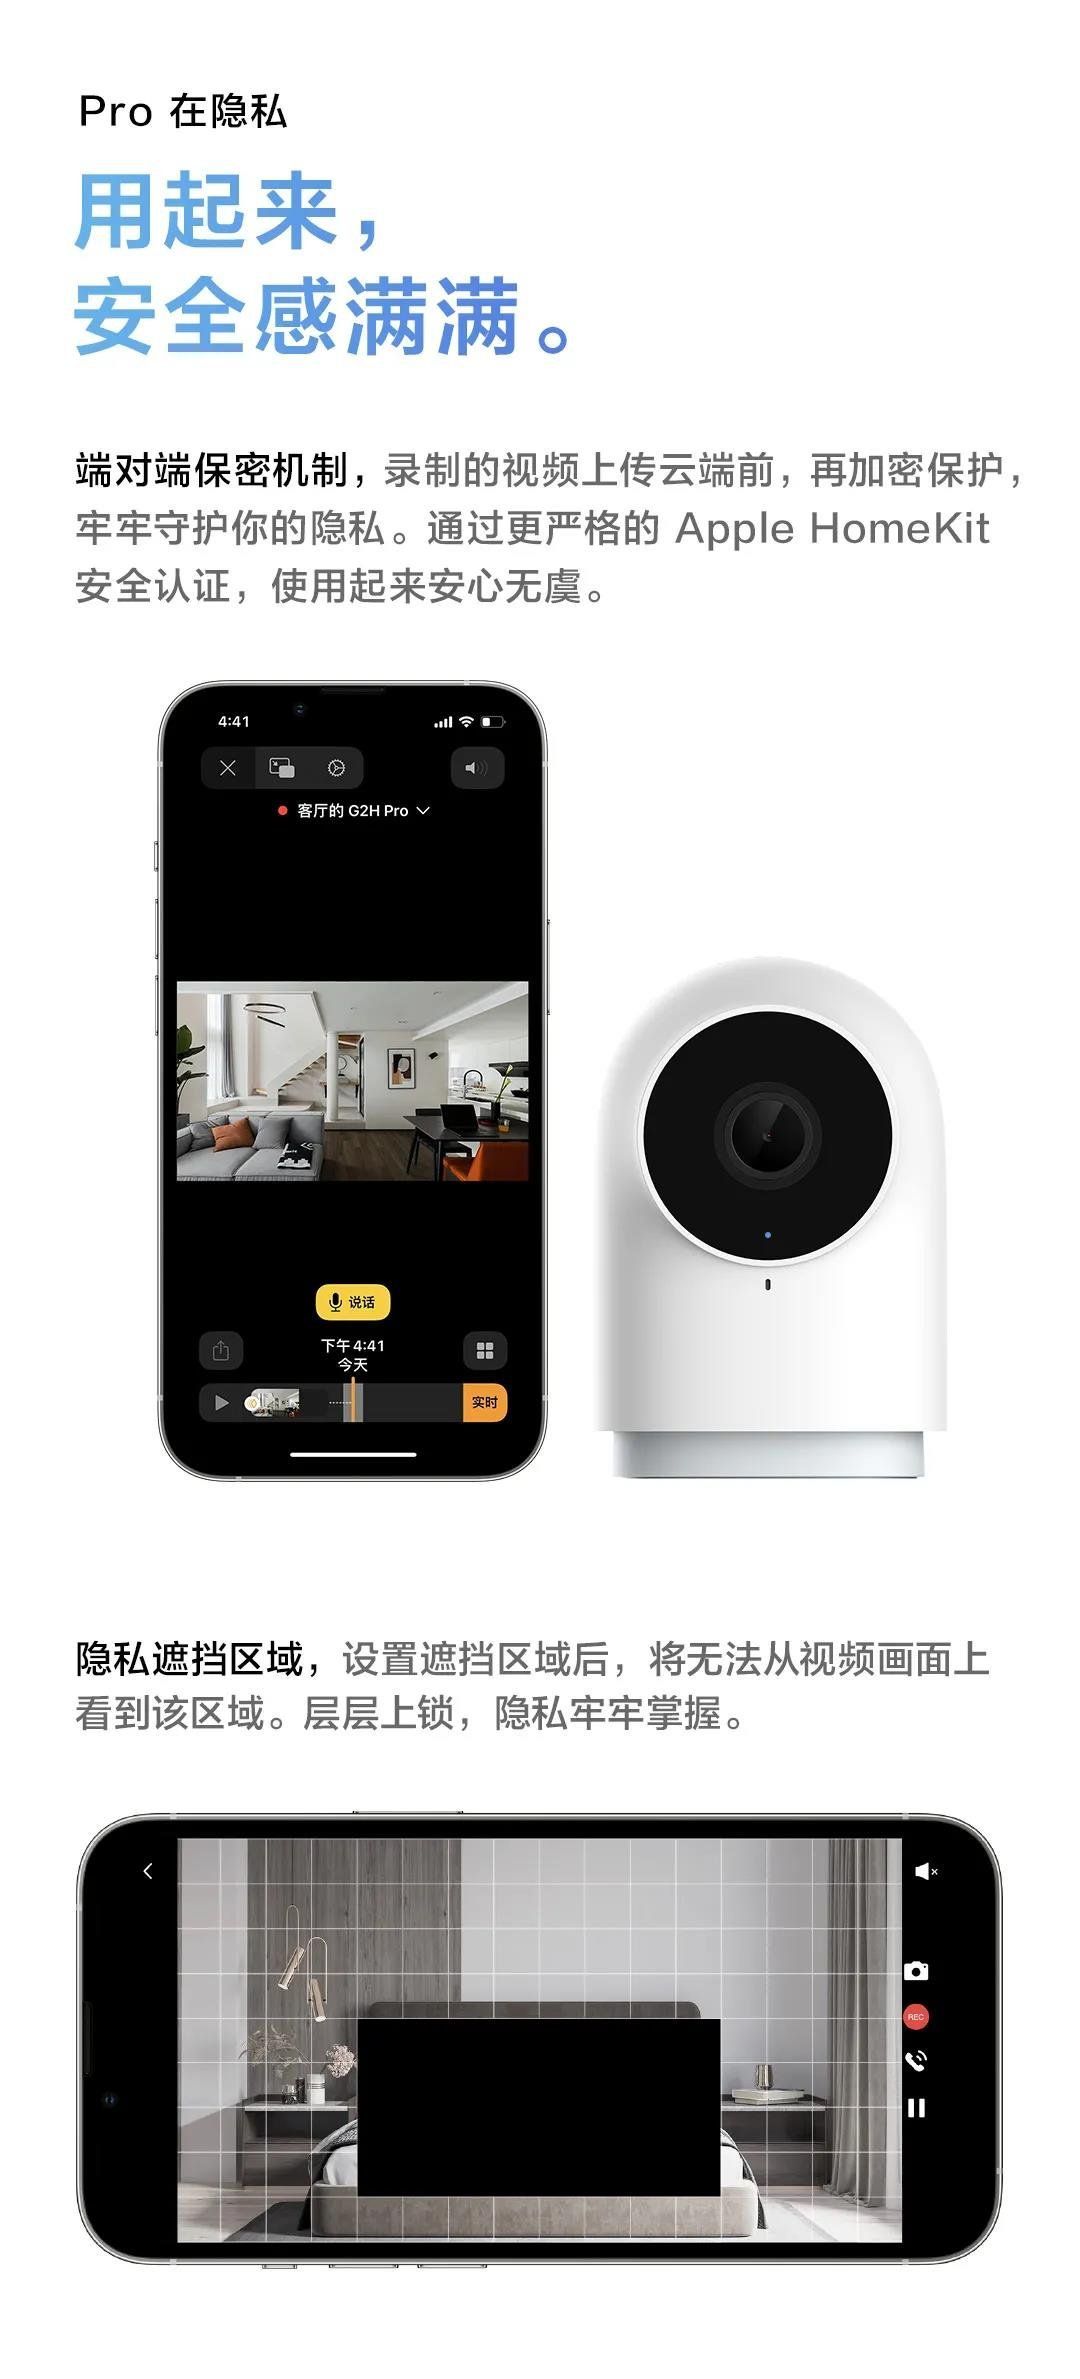 Pro 在隐私
用起来，
安全感满满。
端对端保密机制，录制的视频上传云端前，再加密保护，
牢牢守护你的隐私。通过更严格的 Apple HomeKit
安全认证，使用起来安心无虞。
4:41
客厅的 G2H Pro
说话
下午 4:41
今天
实时
隐私遮挡区域，设置遮挡区域后，将无法从视频画面上
看到该区域。层层上锁，隐私牢牢掌握。
REC